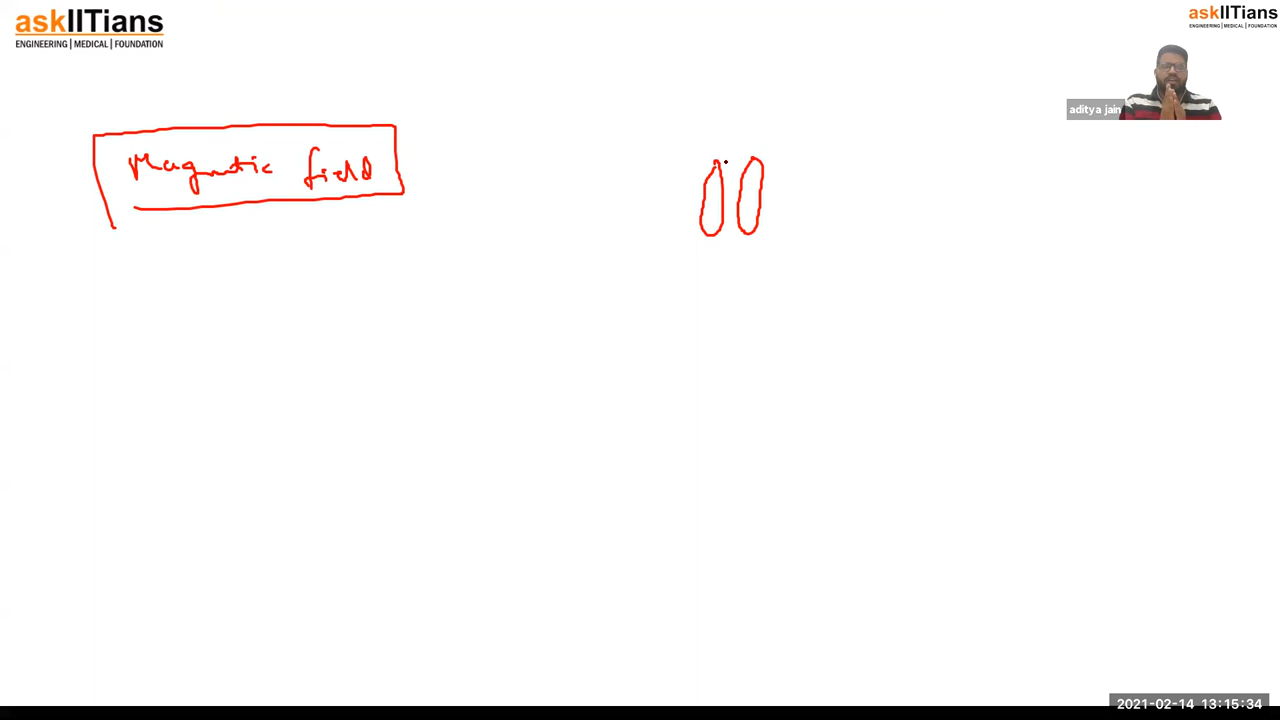 askIITians
ENGINEERING | MEDICAL | FOUNDATION
askIITians
ENGINEERING | MEDICAL | FOUNDATION
aditya jain
Magnetic field
2021-02-14 13:15:34